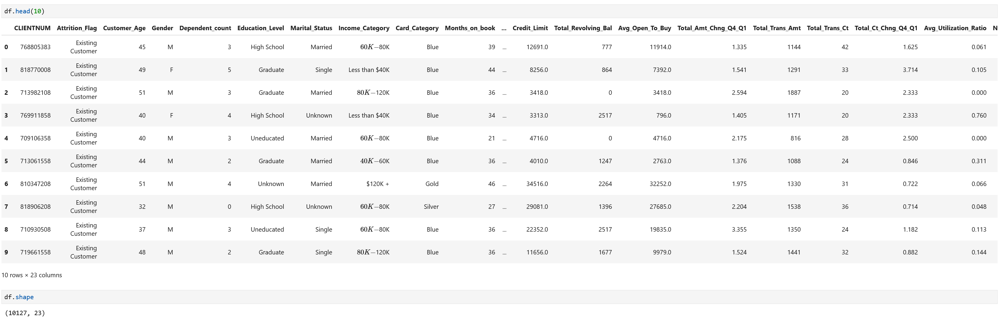 df.head(10)
CLIENTNUM Attrition_Flag Customer_Age Gender Dependent_count Education_Level Marital_Status Income_Category Card_Category Months_on_book ... Credit_Limit Total_Revolving_Bal Avg_Open_To_Buy Total_Amt_Chng_Q4_Q1 Total_Trans_Amt Total_Trans_Ct Total_Ct_Chng_Q4_Q1 Avg_Utilization_Ratio N
0 768805383 Existing Customer 45 M 3 High School Married 60K−80K Blue 39 ... 12691.0 777 11914.0 1.335 1144 42 1.625 0.061
1 818770008 Existing Customer 49 F 5 Graduate Single Less than $40K Blue 44 ... 8256.0 864 7392.0 1.541 1291 33 3.714 0.105
2 713982108 Existing Customer 51 M 3 Graduate Married 80K−120K Blue 36 ... 3418.0 0 3418.0 2.594 1887 20 2.333 0.000
3 769911858 Existing Customer 40 F 4 High School Unknown Less than $40K Blue 34 ... 3313.0 2517 796.0 1.405 1171 20 2.333 0.760
4 709106358 Existing Customer 40 M 3 Uneducated Married 60K−80K Blue 21 ... 4716.0 0 4716.0 2.175 816 28 2.500 0.000
5 713061558 Existing Customer 44 M 2 Graduate Married 40K−60K Blue 36 ... 4010.0 1247 2763.0 1.376 1088 24 0.846 0.311
6 810347208 Existing Customer 51 M 4 Unknown Married $120K + Gold 46 ... 34516.0 2264 32252.0 1.975 1330 31 0.722 0.066
7 818906208 Existing Customer 32 M 0 High School Unknown 60K−80K Silver 27 ... 29081.0 1396 27685.0 2.204 1538 36 0.714 0.048
8 710930508 Existing Customer 37 M 3 Uneducated Single 60K−80K Blue 36 ... 22352.0 2517 19835.0 3.355 1350 24 1.182 0.113
9 719661558 Existing Customer 48 M 2 Graduate Single 80K−120K Blue 36 ... 11656.0 1677 9979.0 1.524 1441 32 0.882 0.144
10 rows × 23 columns
df.shape
(10127, 23)